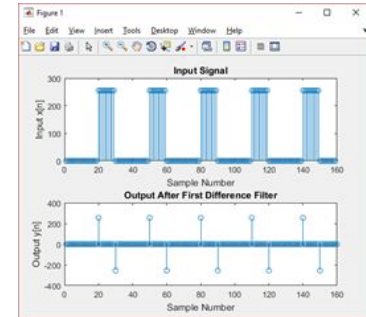 Figure 1
File Edit View Insert Tools Desktop Window Help
Input Signal
300
200
100
0
Input x[n]
0 20 40 60 80 100 120 140 160
Sample Number
Output After First Difference Filter
400
200
0
-200
-400
Output y[n]
0 20 40 60 80 100 120 140 160
Sample Number